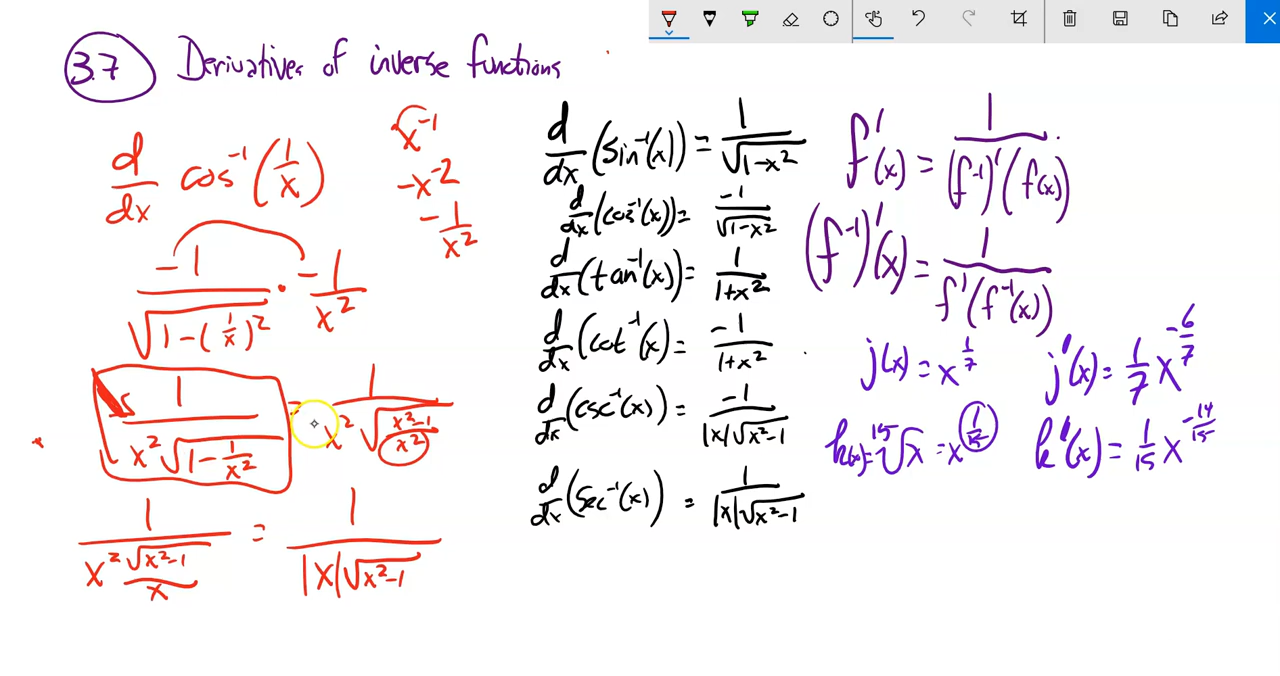 3.7 Derivatives of inverse functions
d/dx cos⁻¹(1/x)
x⁻¹
-x⁻²
-1/x²
-1/√(1-(1/x)²) · -1/x²
1/(x²√(1-1/x²)) = 1/(x²√((x²-1)/x²))
1/(x² √(x²-1)/x) = 1/(|x|√(x²-1))
d/dx (sin⁻¹(x)) = 1/√(1-x²)
d/dx (cos⁻¹(x)) = -1/√(1-x²)
d/dx (tan⁻¹(x)) = 1/(1+x²)
d/dx (cot⁻¹(x)) = -1/(1+x²)
d/dx (csc⁻¹(x)) = -1/(|x|√(x²-1))
d/dx (sec⁻¹(x)) = 1/(|x|√(x²-1))
f'(x) = 1/((f⁻¹)'(f(x)))
(f⁻¹)'(x) = 1/(f'(f⁻¹(x)))
j(x) = x^(1/7) j'(x) = 1/7 x^(-6/7)
k(x) = ¹⁵√x = x^(1/15) k'(x) = 1/15 x^(-14/15)